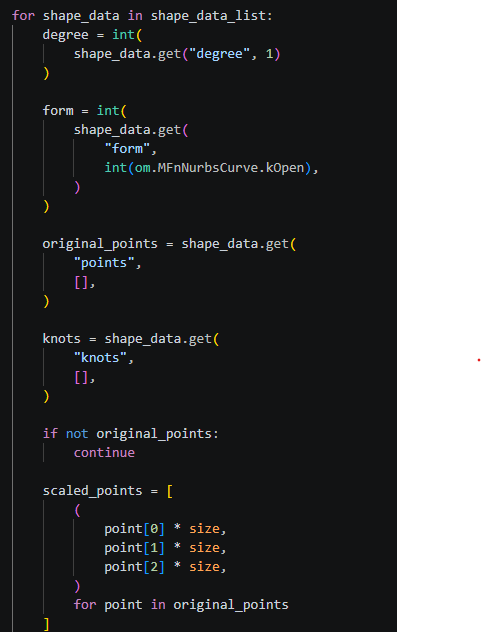 for shape_data in shape_data_list:
    degree = int(
        shape_data.get("degree", 1)
    )

    form = int(
        shape_data.get(
            "form",
            int(om.MFnNurbsCurve.kOpen),
        )
    )

    original_points = shape_data.get(
        "points",
        [],
    )

    knots = shape_data.get(
        "knots",
        [],
    )

    if not original_points:
        continue

    scaled_points = [
        (
            point[0] * size,
            point[1] * size,
            point[2] * size,
        )
        for point in original_points
    ]